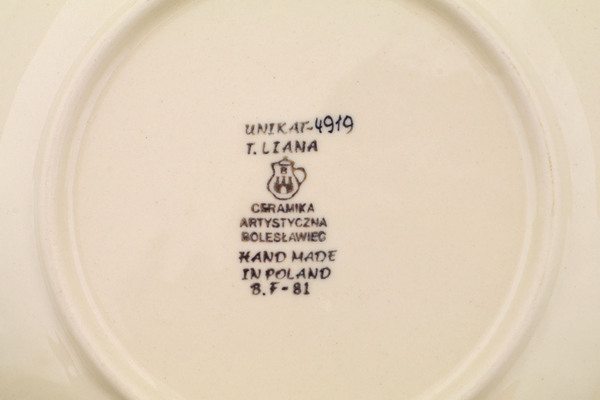 UNIKAT-4919
T. LIANA
B
CERAMIKA
ARTYSTYCZNA
BOLESŁAWIEC
HAND MADE
IN POLAND
B.F-81